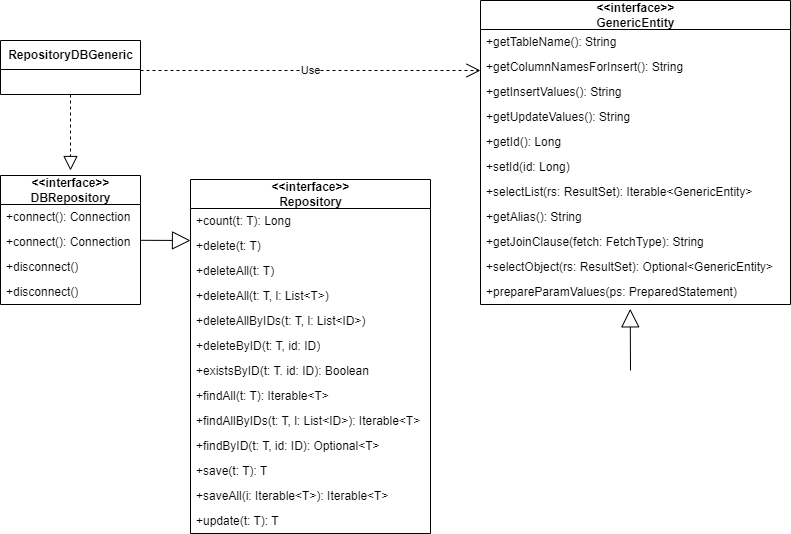 RepositoryDBGeneric
Use
<<interface>>
GenericEntity
+getTableName(): String
+getColumnNamesForInsert(): String
+getInsertValues(): String
+getUpdateValues(): String
+getId(): Long
+setId(id: Long)
+selectList(rs: ResultSet): Iterable<GenericEntity>
+getAlias(): String
+getJoinClause(fetch: FetchType): String
+selectObject(rs: ResultSet): Optional<GenericEntity>
+prepareParamValues(ps: PreparedStatement)
<<interface>>
DBRepository
+connect(): Connection
+connect(): Connection
+disconnect()
+disconnect()
<<interface>>
Repository
+count(t: T): Long
+delete(t: T)
+deleteAll(t: T)
+deleteAll(t: T, l: List<T>)
+deleteAllByIDs(t: T, l: List<ID>)
+deleteByID(t: T, id: ID)
+existsByID(t: T. id: ID): Boolean
+findAll(t: T): Iterable<T>
+findAllByIDs(t: T, l: List<ID>): Iterable<T>
+findByID(t: T, id: ID): Optional<T>
+save(t: T): T
+saveAll(i: Iterable<T>): Iterable<T>
+update(t: T): T